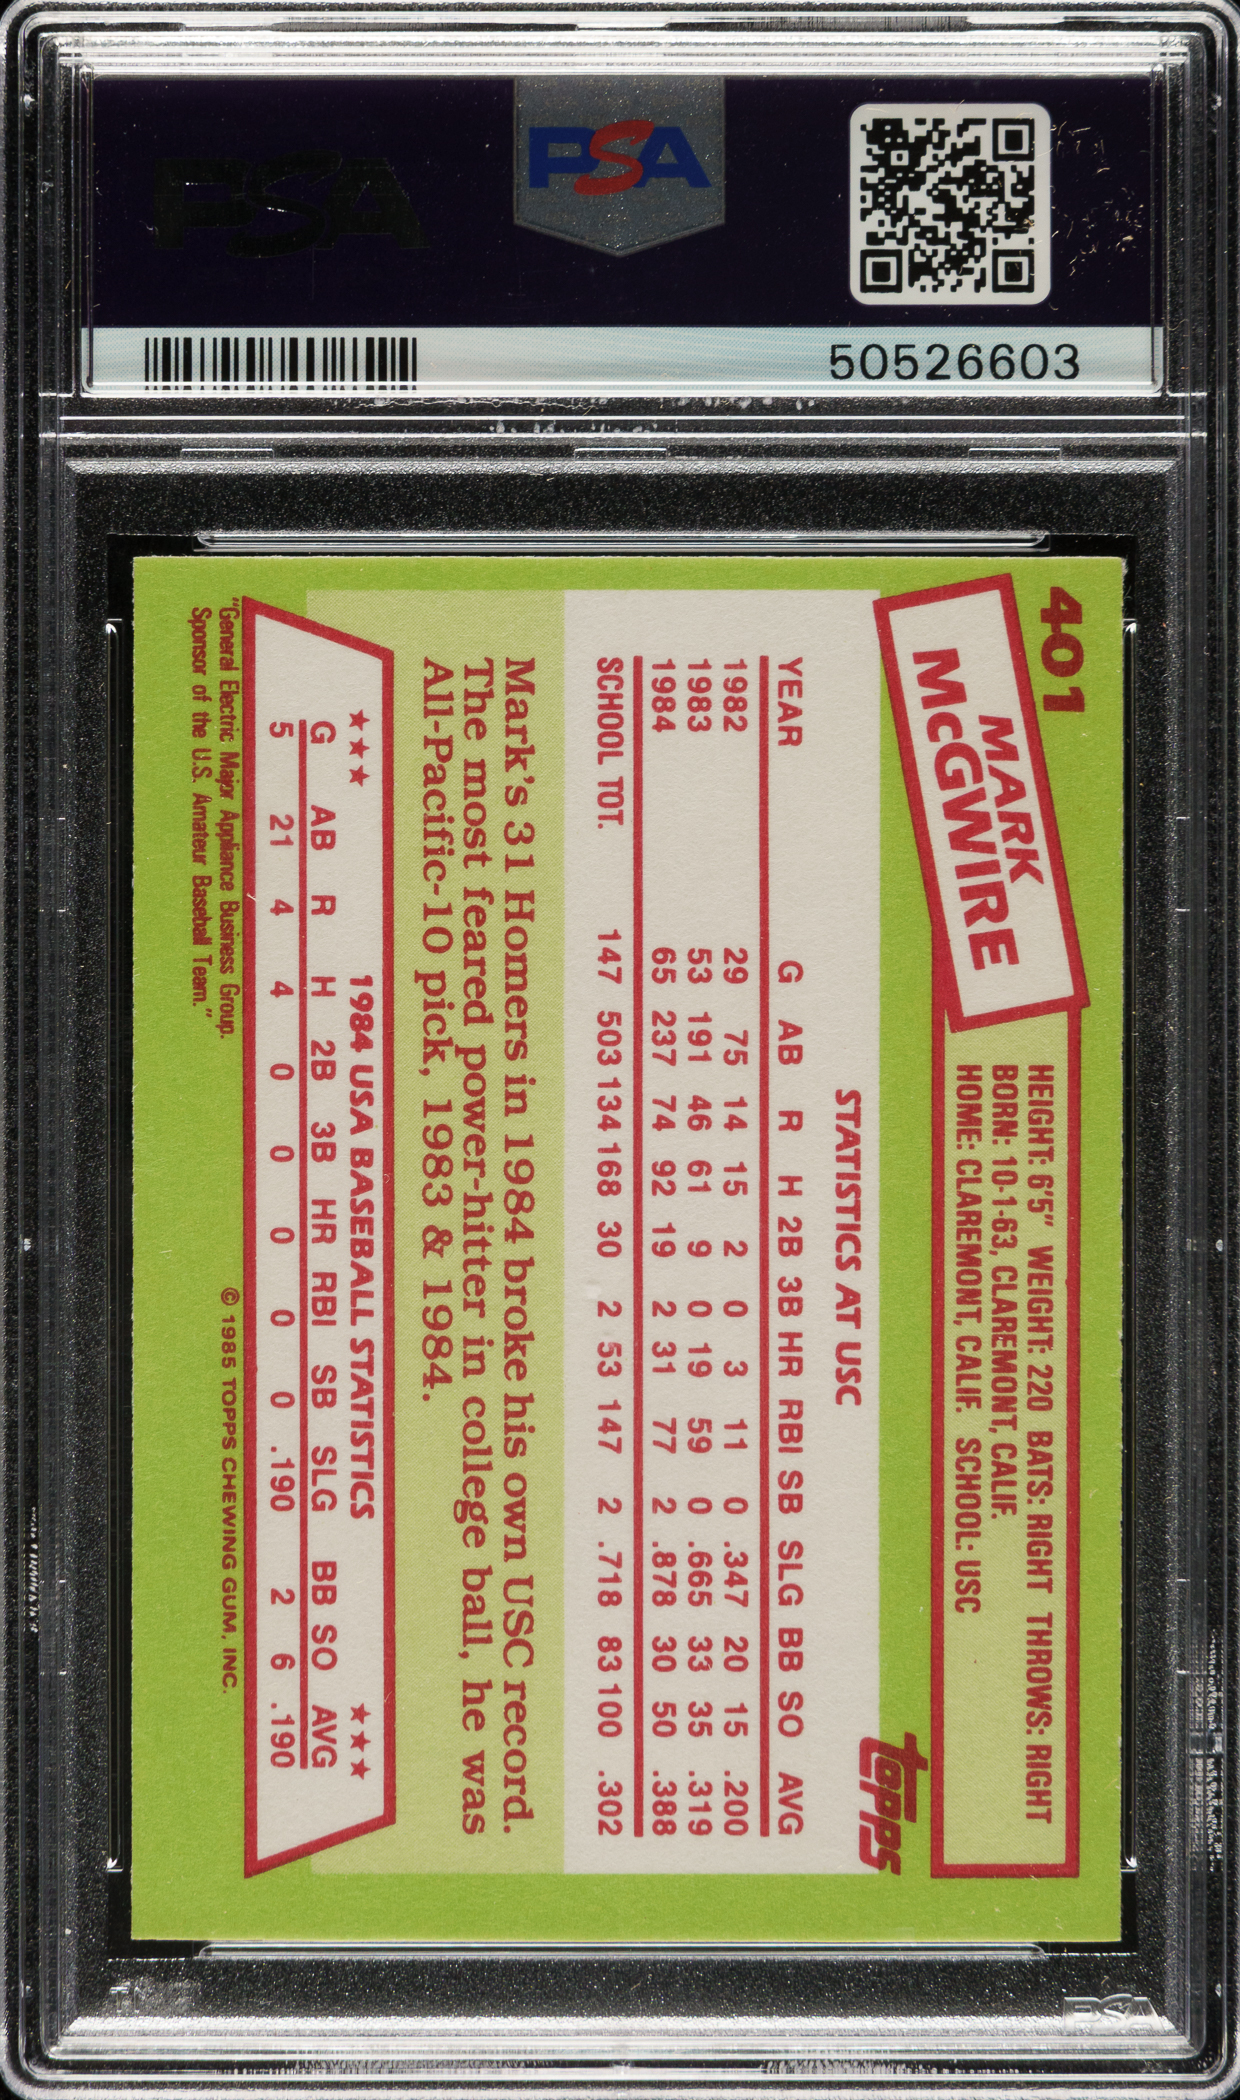 PSA
PSA
50526603
401
MARK
McGWIRE
HEIGHT: 6'5" WEIGHT: 220 BATS: RIGHT THROWS: RIGHT
BORN: 10-1-63, CLAREMONT, CALIF.
HOME: CLAREMONT, CALIF. SCHOOL: USC
topps
STATISTICS AT USC
YEAR G AB R H 2B 3B HR RBI SB SLG BB SO AVG
1982 29 75 14 15 2 0 3 11 0 .347 20 15 .200
1983 53 191 46 61 9 0 19 59 0 .665 33 35 .319
1984 65 237 74 92 19 2 31 77 2 .878 30 50 .388
SCHOOL TOT. 147 503 134 168 30 2 53 147 2 .718 83 100 .302
Mark's 31 Homers in 1984 broke his own USC record.
The most feared power-hitter in college ball, he was
All-Pacific-10 pick, 1983 & 1984.
★★★ 1984 USA BASEBALL STATISTICS ★★★
G AB R H 2B 3B HR RBI SB SLG BB SO AVG
5 21 4 4 0 0 0 0 0 .190 2 6 .190
"General Electric Major Appliance Business Group.
Sponsor of the U.S. Amateur Baseball Team."
© 1985 TOPPS CHEWING GUM, INC.
PSA